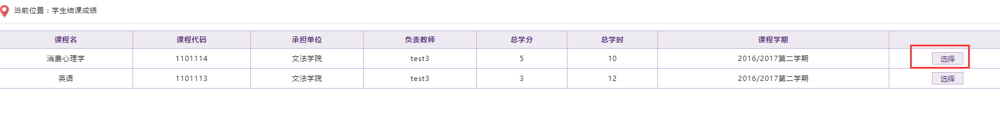 当前位置：学生结课成绩
课程名 课程代码 承担单位 负责教师 总学分 总学时 课程学期
消费心理学 1101114 文法学院 test3 5 10 2016/2017第二学期 选择
英语 1101113 文法学院 test3 3 12 2016/2017第二学期 选择